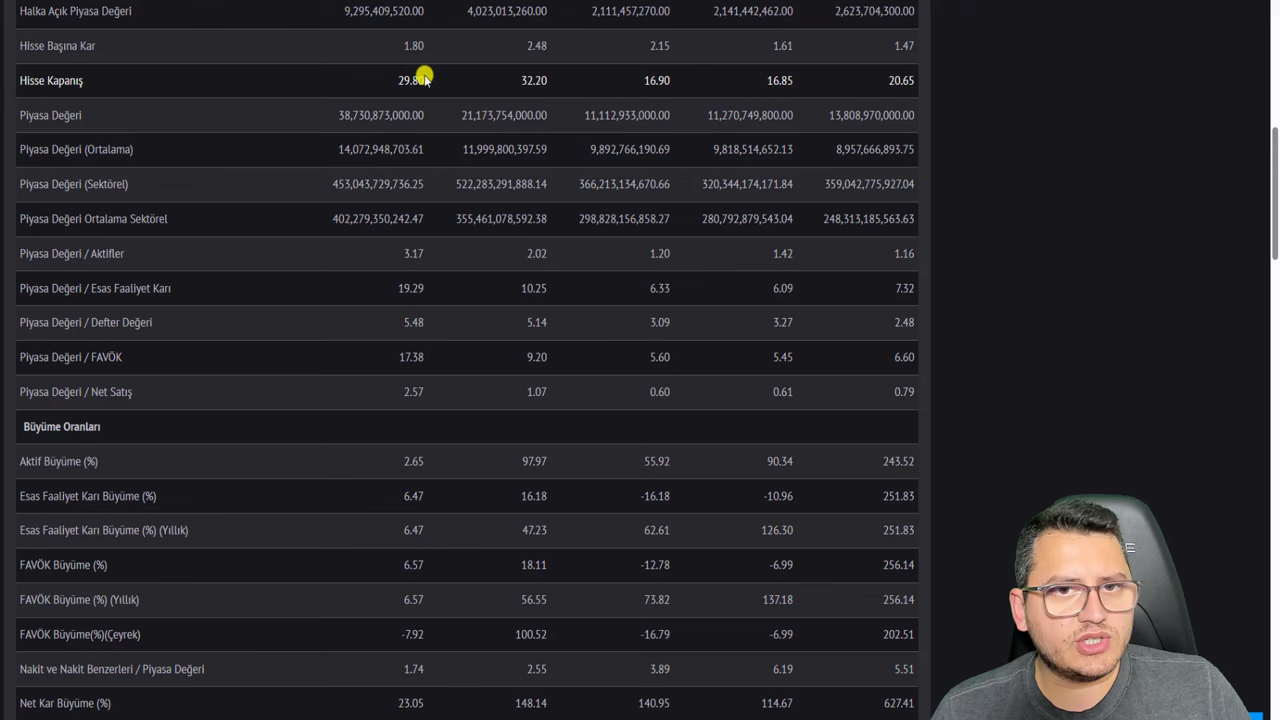 Halka Açık Piyasa Değeri 9,295,409,520.00 4,023,013,260.00 2,111,457,270.00 2,141,442,462.00 2,623,704,300.00
Hisse Başına Kar 1.80 2.48 2.15 1.61 1.47
Hisse Kapanış 29.80 32.20 16.90 16.85 20.65
Piyasa Değeri 38,730,873,000.00 21,173,754,000.00 11,112,933,000.00 11,270,749,800.00 13,808,970,000.00
Piyasa Değeri (Ortalama) 14,072,948,703.61 11,999,800,397.59 9,892,766,190.69 9,818,514,652.13 8,957,666,893.75
Piyasa Değeri (Sektörel) 453,043,729,736.25 522,283,291,888.14 366,213,134,670.66 320,344,174,171.84 359,042,775,927.04
Piyasa Değeri Ortalama Sektörel 402,279,350,242.47 355,461,078,592.38 298,828,156,858.27 280,792,879,543.04 248,313,185,563.63
Piyasa Değeri / Aktifler 3.17 2.02 1.20 1.42 1.16
Piyasa Değeri / Esas Faaliyet Karı 19.29 10.25 6.33 6.09 7.32
Piyasa Değeri / Defter Değeri 5.48 5.14 3.09 3.27 2.48
Piyasa Değeri / FAVÖK 17.38 9.20 5.60 5.45 6.60
Piyasa Değeri / Net Satış 2.57 1.07 0.60 0.61 0.79
Büyüme Oranları
Aktif Büyüme (%) 2.65 97.97 55.92 90.34 243.52
Esas Faaliyet Karı Büyüme (%) 6.47 16.18 -16.18 -10.96 251.83
Esas Faaliyet Karı Büyüme (%) (Yıllık) 6.47 47.23 62.61 126.30 251.83
FAVÖK Büyüme (%) 6.57 18.11 -12.78 -6.99 256.14
FAVÖK Büyüme (%) (Yıllık) 6.57 56.55 73.82 137.18 256.14
FAVÖK Büyüme(%)(Çeyrek) -7.92 100.52 -16.79 -6.99 202.51
Nakit ve Nakit Benzerleri / Piyasa Değeri 1.74 2.55 3.89 6.19 5.51
Net Kar Büyüme (%) 23.05 148.14 140.95 114.67 627.41